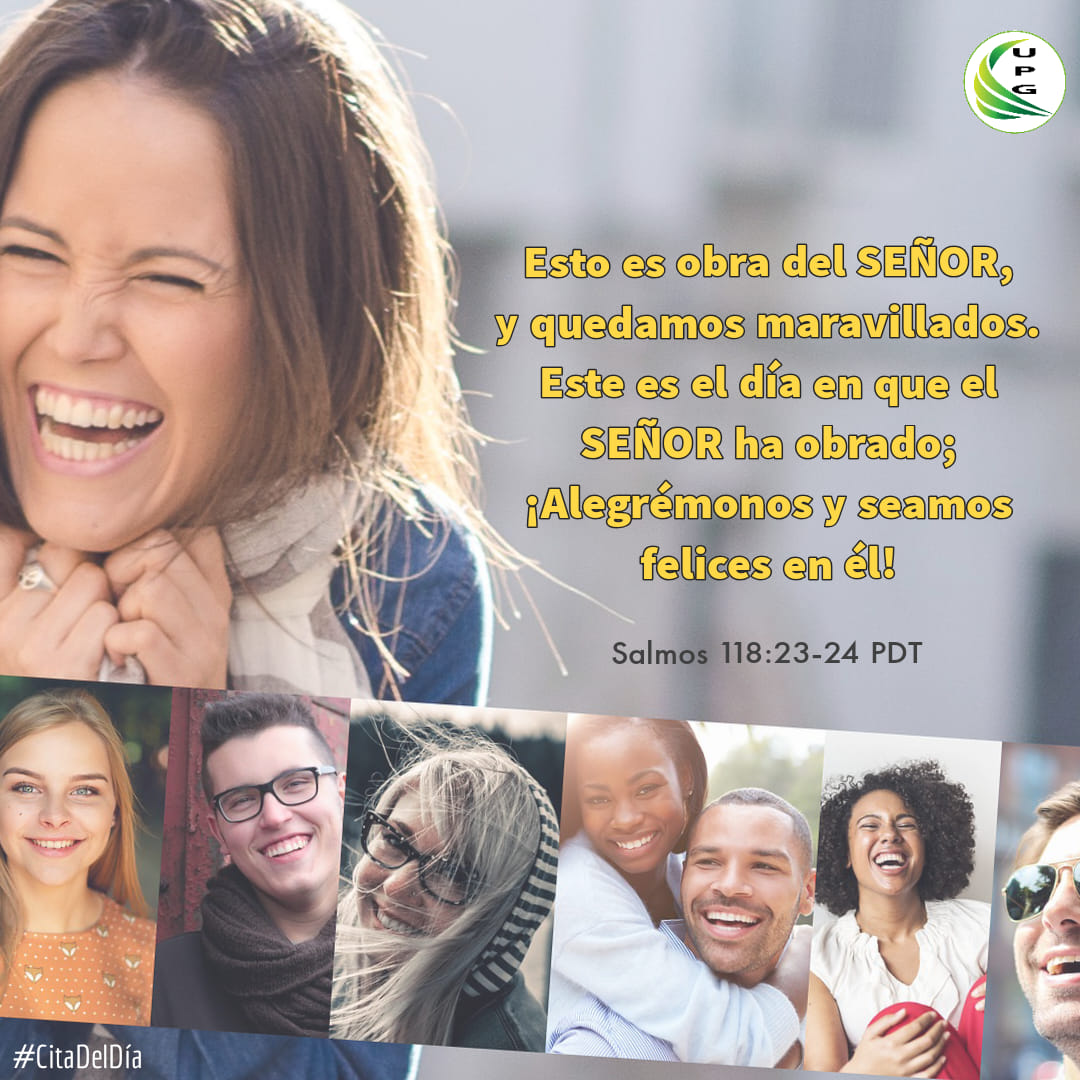 U
P
G
Esto es obra del SEÑOR,
y quedamos maravillados.
Este es el día en que el
SEÑOR ha obrado;
¡Alegrémonos y seamos
felices en él!
Salmos 118:23-24 PDT
#CitaDelDía